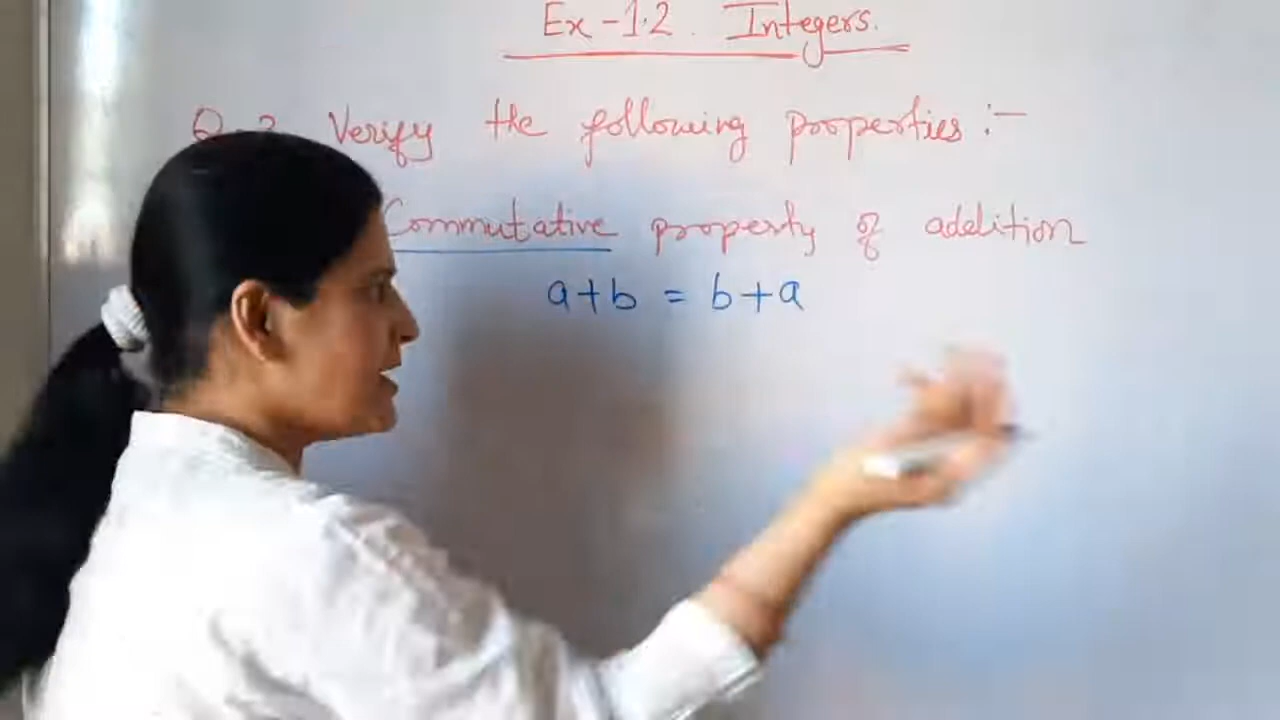 Ex - 1.2. Integers.
Verify the following properties :-
Commutative property of addition
a+b = b+a